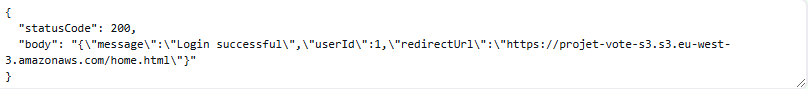 {
  "statusCode": 200,
  "body": "{\"message\":\"Login successful\",\"userId\":1,\"redirectUrl\":\"https://projet-vote-s3.s3.eu-west-
3.amazonaws.com/home.html\"}"
}